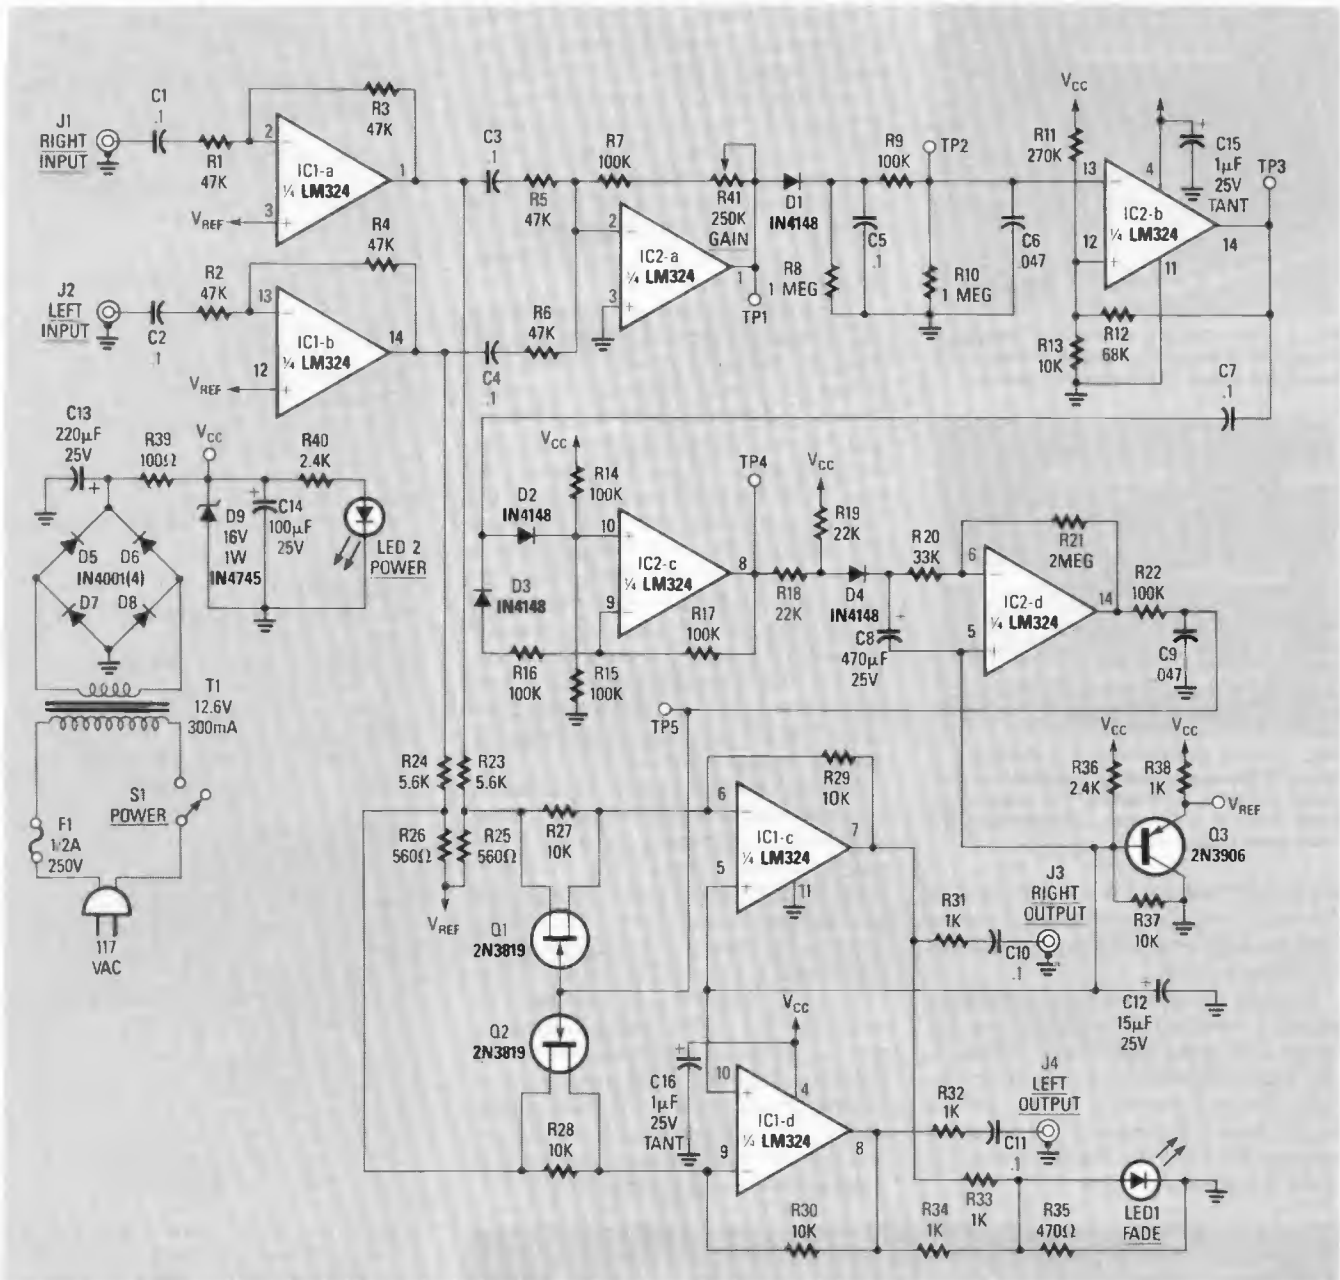 J1
RIGHT
INPUT
C1
.1
R1
47K
R3
47K
2
IC1-a
¼ LM324
1
3
V_REF
R4
47K
C3
.1
R5
47K
R7
100K
R41
250K
GAIN
2
IC2-a
¼ LM324
1
3
TP1
D1
IN4148
R8
1 MEG
C5
.1
R9
100K
TP2
R10
1 MEG
C6
.047
V_CC
R11
270K
13
IC2-b
¼ LM324
4
12
11
14
C15
1µF
25V
TANT
TP3
R12
68K
R13
10K
C7
.1
J2
LEFT
INPUT
C2
.1
R2
47K
13
IC1-b
¼ LM324
14
12
V_REF
R6
47K
C4
.1
C13
220µF
25V
+
R39
100Ω
V_CC
R40
2.4K
D9
16V
1W
IN4745
+
C14
100µF
25V
LED 2
POWER
D5
D6
IN4001(4)
D7
D8
T1
12.6V
300mA
S1
POWER
F1
1/2A
250V
117
VAC
V_CC
R14
100K
D2
IN4148
D3
IN4148
10
IC2-c
¼ LM324
8
9
R16
100K
R15
100K
R17
100K
TP4
V_CC
R19
22K
R18
22K
D4
IN4148
C8
470µF
25V
+
R20
33K
6
R21
2MEG
IC2-d
¼ LM324
14
5
R22
100K
C9
.047
TP5
R24
5.6K
R23
5.6K
R26
560Ω
R25
560Ω
V_REF
R27
10K
Q1
2N3819
Q2
2N3819
R28
10K
6
R29
10K
IC1-c
¼ LM324
7
5
11
V_CC
R36
2.4K
V_CC
R38
1K
V_REF
Q3
2N3906
R37
10K
R31
1K
C10
.1
J3
RIGHT
OUTPUT
+
C12
15µF
25V
V_CC
+
C16
1µF
25V
TANT
10
IC1-d
¼ LM324
4
8
9
R30
10K
R32
1K
C11
.1
J4
LEFT
OUTPUT
R33
1K
R34
1K
R35
470Ω
LED1
FADE